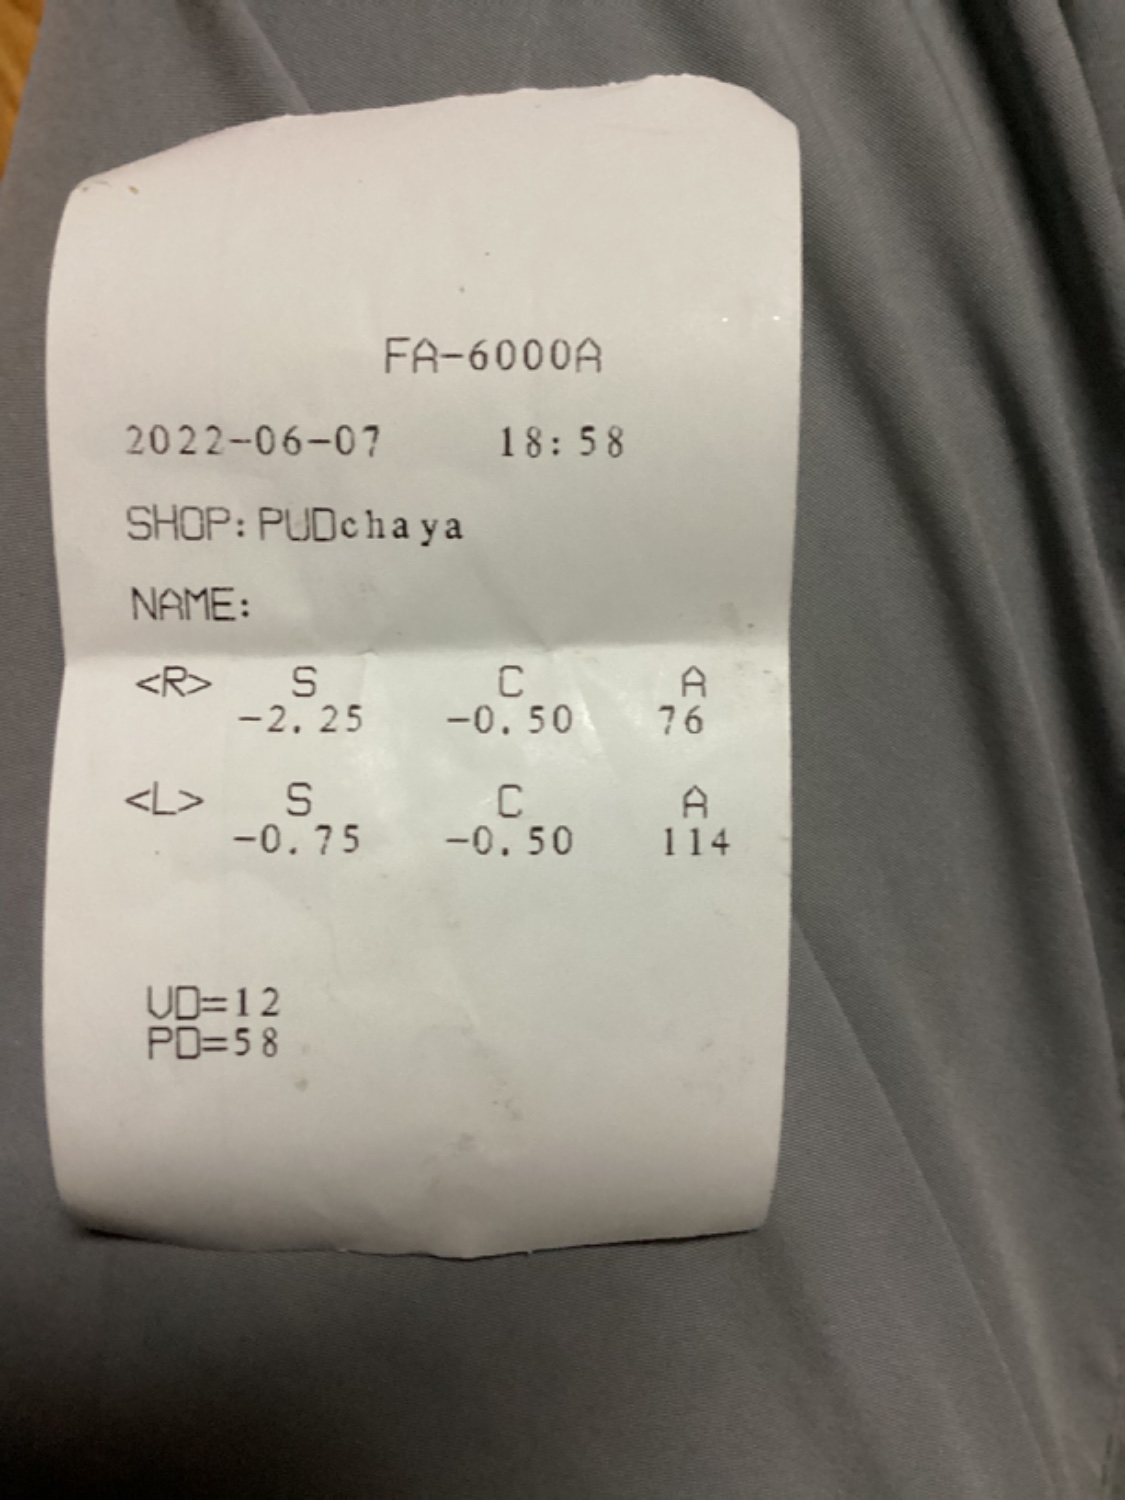 FA-6000A
2022-06-07 18:58
SHOP:PUDchaya
NAME:
<R> S C A
-2.25 -0.50 76
<L> S C A
-0.75 -0.50 114
VD=12
PD=58